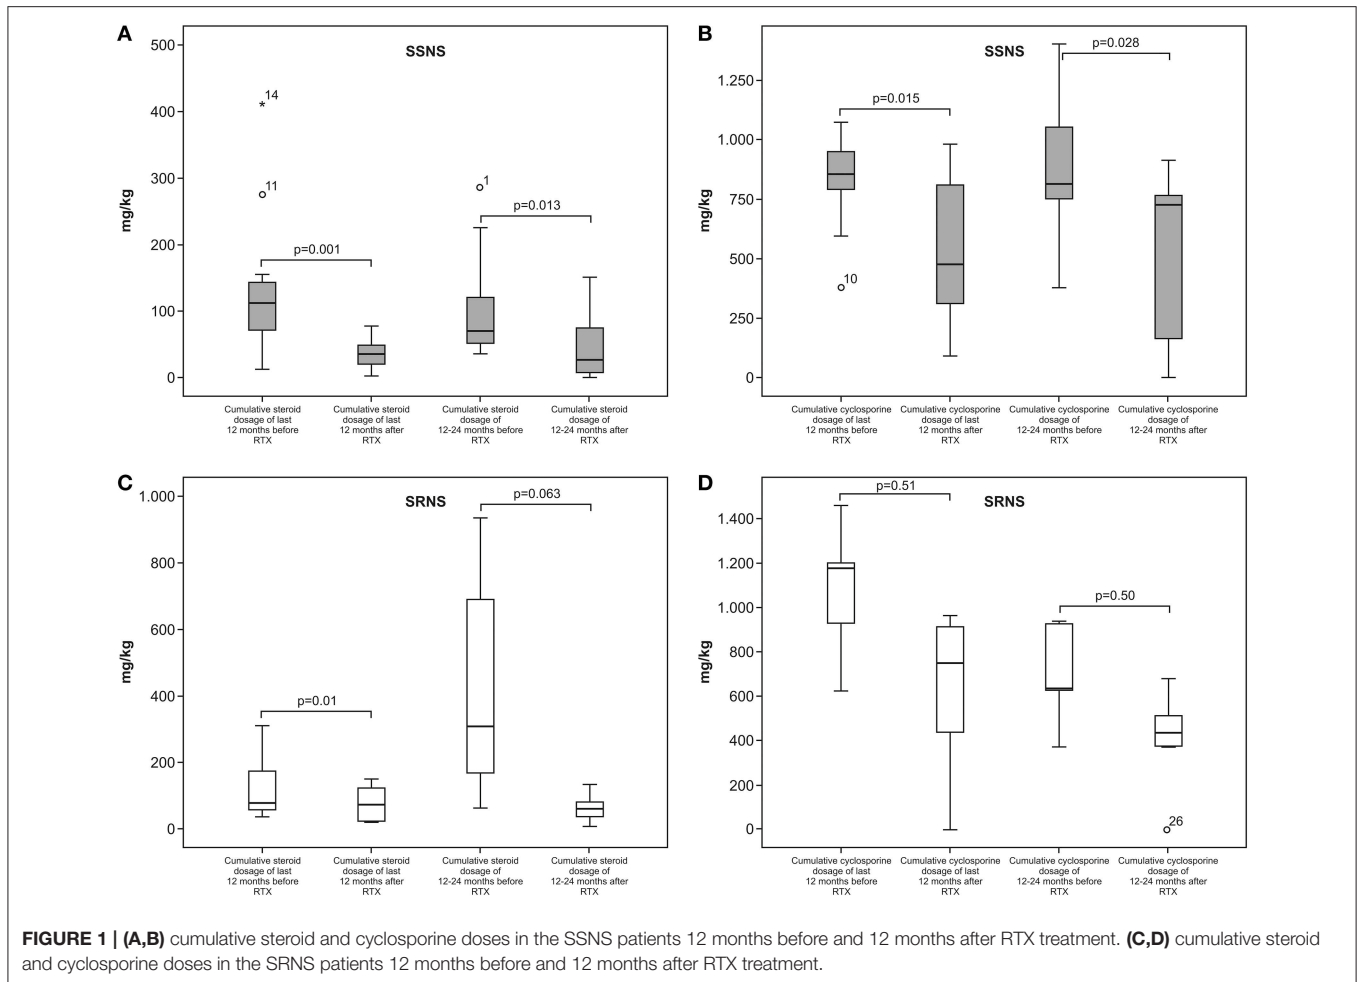 A
SSNS
500
400
300
200
100
0
mg/kg
*14
11
1
p=0.001
p=0.013
Cumulative steroid
dosage of last
12 months before
RTX
Cumulative steroid
dosage of last
12 months after
RTX
Cumulative steroid
dosage of
12-24 months before
RTX
Cumulative steroid
dosage of
12-24 months after
RTX
B
SSNS
1.250
1.000
750
500
250
0
mg/kg
p=0.015
p=0.028
10
Cumulative cyclosporine
dosage of last
12 months before
RTX
Cumulative cyclosporine
dosage of last
12 months after
RTX
Cumulative cyclosporine
dosage of
12-24 months before
RTX
Cumulative cyclosporine
dosage of
12-24 months after
RTX
C
SRNS
1.000
800
600
400
200
0
mg/kg
p=0.01
p=0.063
Cumulative steroid
dosage of last
12 months before
RTX
Cumulative steroid
dosage of last
12 months after
RTX
Cumulative steroid
dosage of
12-24 months before
RTX
Cumulative steroid
dosage of
12-24 months after
RTX
D
SRNS
1.400
1.200
1.000
800
600
400
200
0
mg/kg
p=0.51
p=0.50
26
Cumulative cyclosporine
dosage of last
12 months before
RTX
Cumulative cyclosporine
dosage of last
12 months after
RTX
Cumulative cyclosporine
dosage of
12-24 months before
RTX
Cumulative cyclosporine
dosage of
12-24 months after
RTX
FIGURE 1 | (A,B) cumulative steroid and cyclosporine doses in the SSNS patients 12 months before and 12 months after RTX treatment. (C,D) cumulative steroid
and cyclosporine doses in the SRNS patients 12 months before and 12 months after RTX treatment.